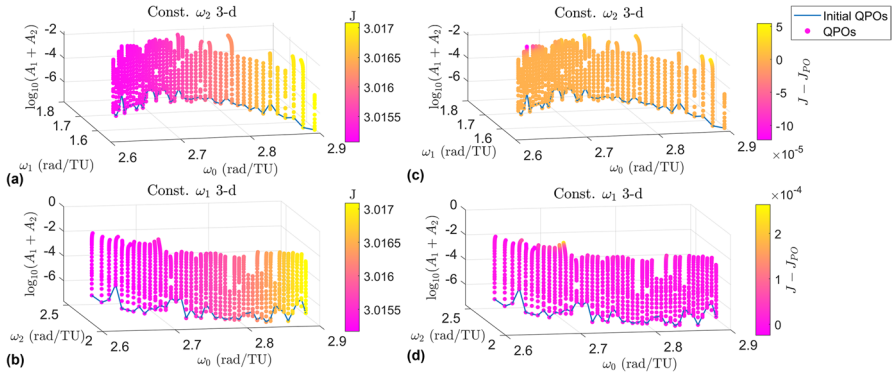 Const. ω₂ 3-d
J
log₁₀(A₁ + A₂)
-2
-4
-6
1.8
1.7
1.6
ω₁ (rad/TU)
2.6
2.7
2.8
2.9
ω₀ (rad/TU)
3.017
3.0165
3.016
3.0155
(a)
Const. ω₂ 3-d
log₁₀(A₁ + A₂)
-2
-4
-6
1.8
1.7
1.6
ω₁ (rad/TU)
2.6
2.7
2.8
2.9
ω₀ (rad/TU)
5
0
-5
-10
×10⁻⁵
J − J_PO
(c)
Initial QPOs
QPOs
Const. ω₁ 3-d
J
log₁₀(A₁ + A₂)
0
-2
-4
-6
2.5
2
ω₂ (rad/TU)
2.6
2.7
2.8
2.9
ω₀ (rad/TU)
3.017
3.0165
3.016
3.0155
(b)
Const. ω₁ 3-d
log₁₀(A₁ + A₂)
0
-2
-4
-6
2.5
2
ω₂ (rad/TU)
2.6
2.7
2.8
2.9
ω₀ (rad/TU)
×10⁻⁴
2
1
0
J − J_PO
(d)